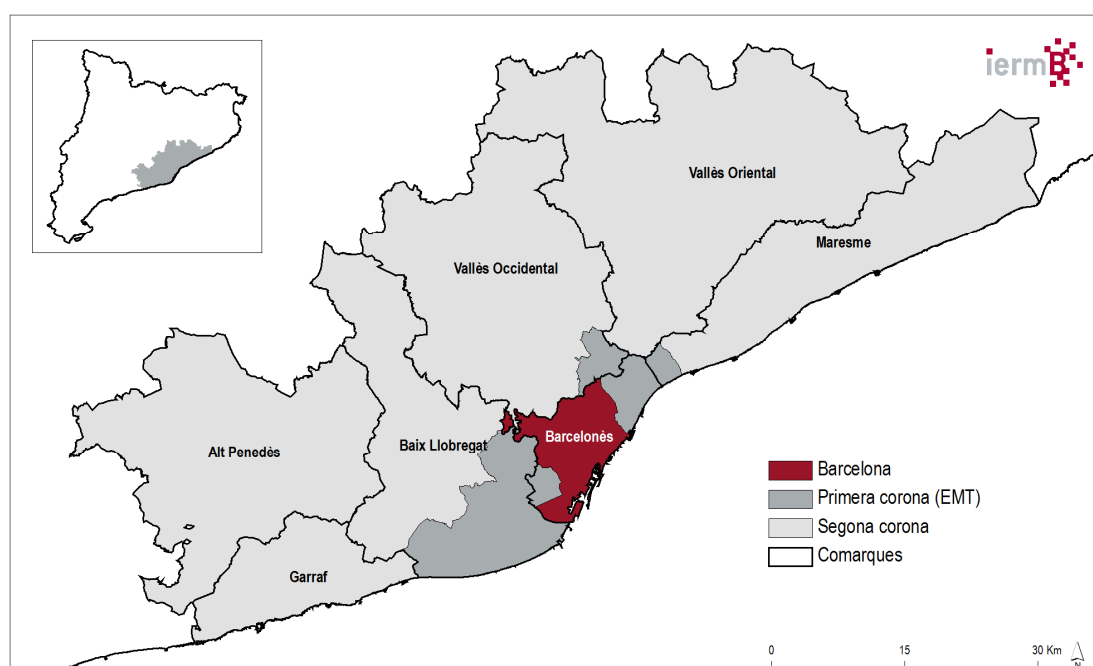 iermB
Vallès Oriental
Maresme
Vallès Occidental
Barcelonès
Baix Llobregat
Alt Penedès
Garraf
Barcelona
Primera corona (EMT)
Segona corona
Comarques
0 15 30 Km
N